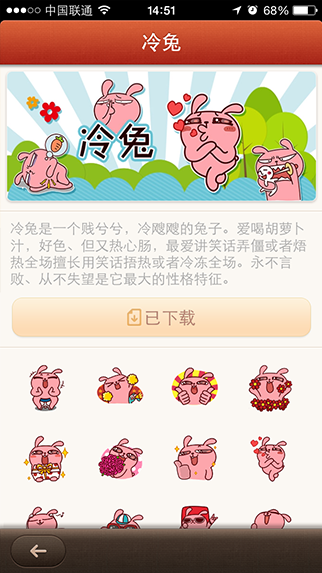 中国联通 14:51 68%
冷兔
冷兔
冷兔是一个贱兮兮，冷飕飕的兔子。爱喝胡萝卜
汁，好色、但又热心肠，最爱讲笑话弄僵或者焐
热全场擅长用笑话捂热或者冷冻全场。永不言
败、从不失望是它最大的性格特征。
已下载